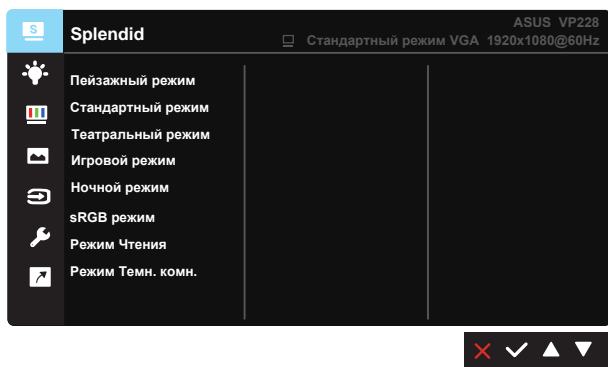 S
Splendid
ASUS VP228
Стандартный режим VGA 1920x1080@60Hz
Пейзажный режим
Стандартный режим
Театральный режим
Игровой режим
Ночной режим
sRGB режим
Режим Чтения
Режим Темн. комн.